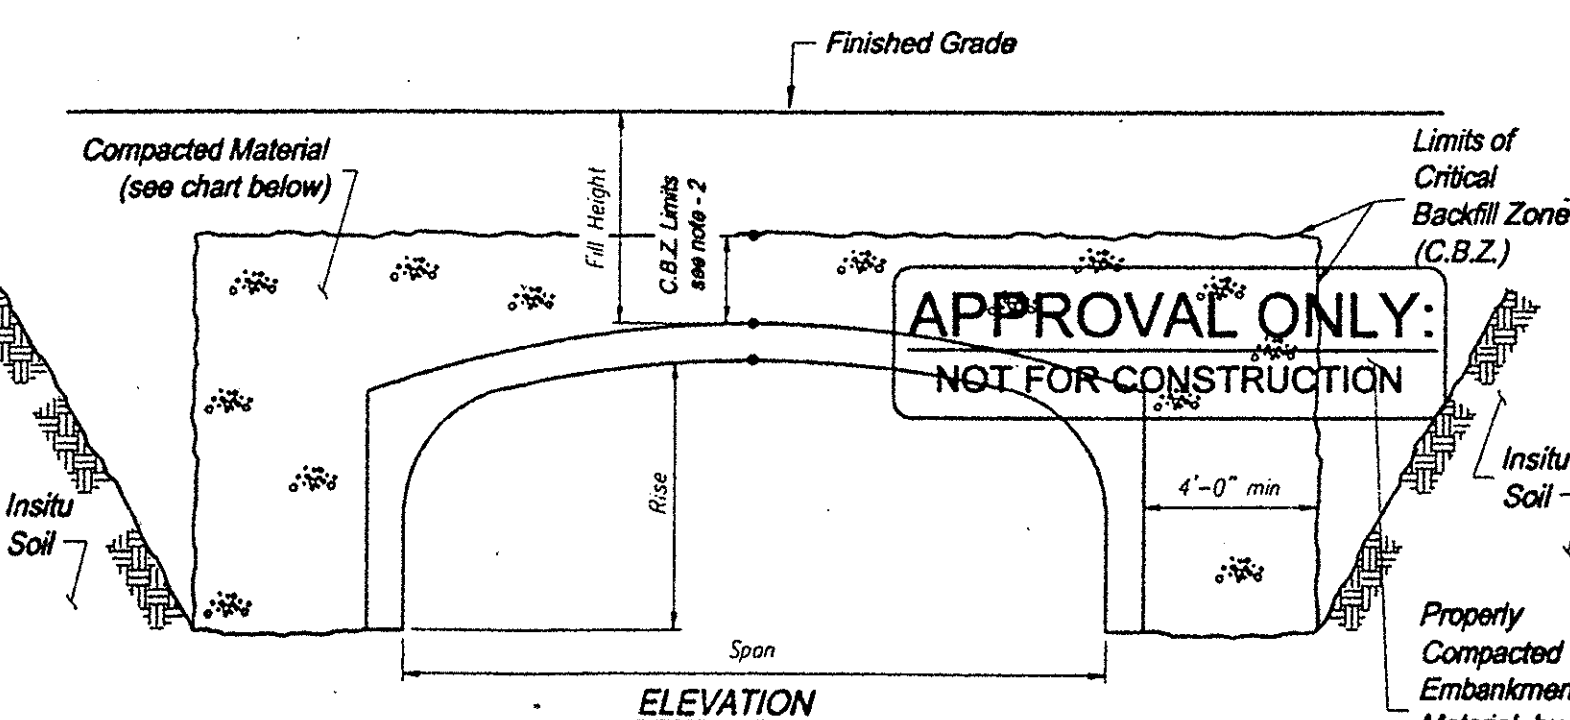 Finished Grade
Compacted Material
(see chart below)
Fill Height
C.B.Z. Limits
see note - 2
Limits of
Critical
Backfill Zone
(C.B.Z.)
APPROVAL ONLY:
NOT FOR CONSTRUCTION
Insitu
Soil
Rise
4'-0" min
Insitu
Soil
Span
ELEVATION
Properly
Compacted
Embankmen